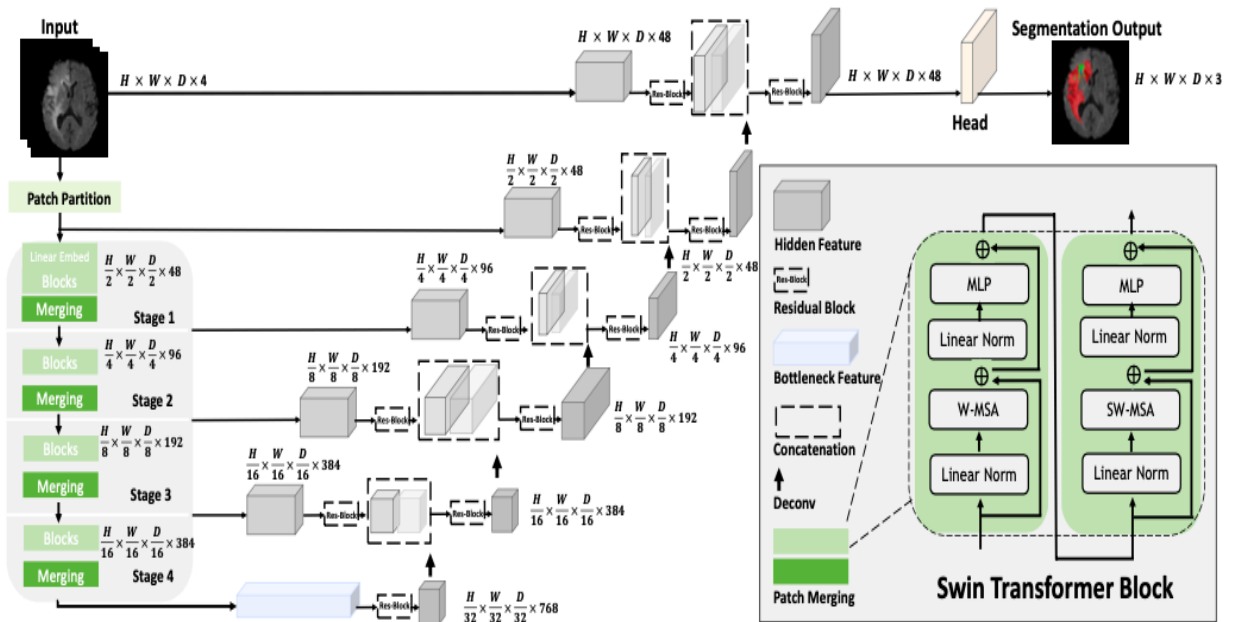 Input
H × W × D × 4
Patch Partition
Linear Embed
Blocks
H/2 × W/2 × D/2 × 48
Merging
Stage 1
Blocks
H/4 × W/4 × D/4 × 96
Merging
Stage 2
Blocks
H/8 × W/8 × D/8 × 192
Merging
Stage 3
Blocks
H/16 × W/16 × D/16 × 384
Merging
Stage 4
H × W × D × 48
Res-Block
Res-Block
H × W × D × 48
Head
Segmentation Output
H × W × D × 3
H/2 × W/2 × D/2 × 48
Res-Block
Res-Block
H/2 × W/2 × D/2 × 48
H/4 × W/4 × D/4 × 96
Res-Block
Res-Block
H/4 × W/4 × D/4 × 96
H/8 × W/8 × D/8 × 192
Res-Block
Res-Block
H/8 × W/8 × D/8 × 192
H/16 × W/16 × D/16 × 384
Res-Block
Res-Block
H/16 × W/16 × D/16 × 384
Res-Block
H/32 × W/32 × D/32 × 768
Hidden Feature
Res-Block
Residual Block
Bottleneck Feature
Concatenation
Deconv
Patch Merging
MLP
Linear Norm
W-MSA
Linear Norm
MLP
Linear Norm
SW-MSA
Linear Norm
Swin Transformer Block